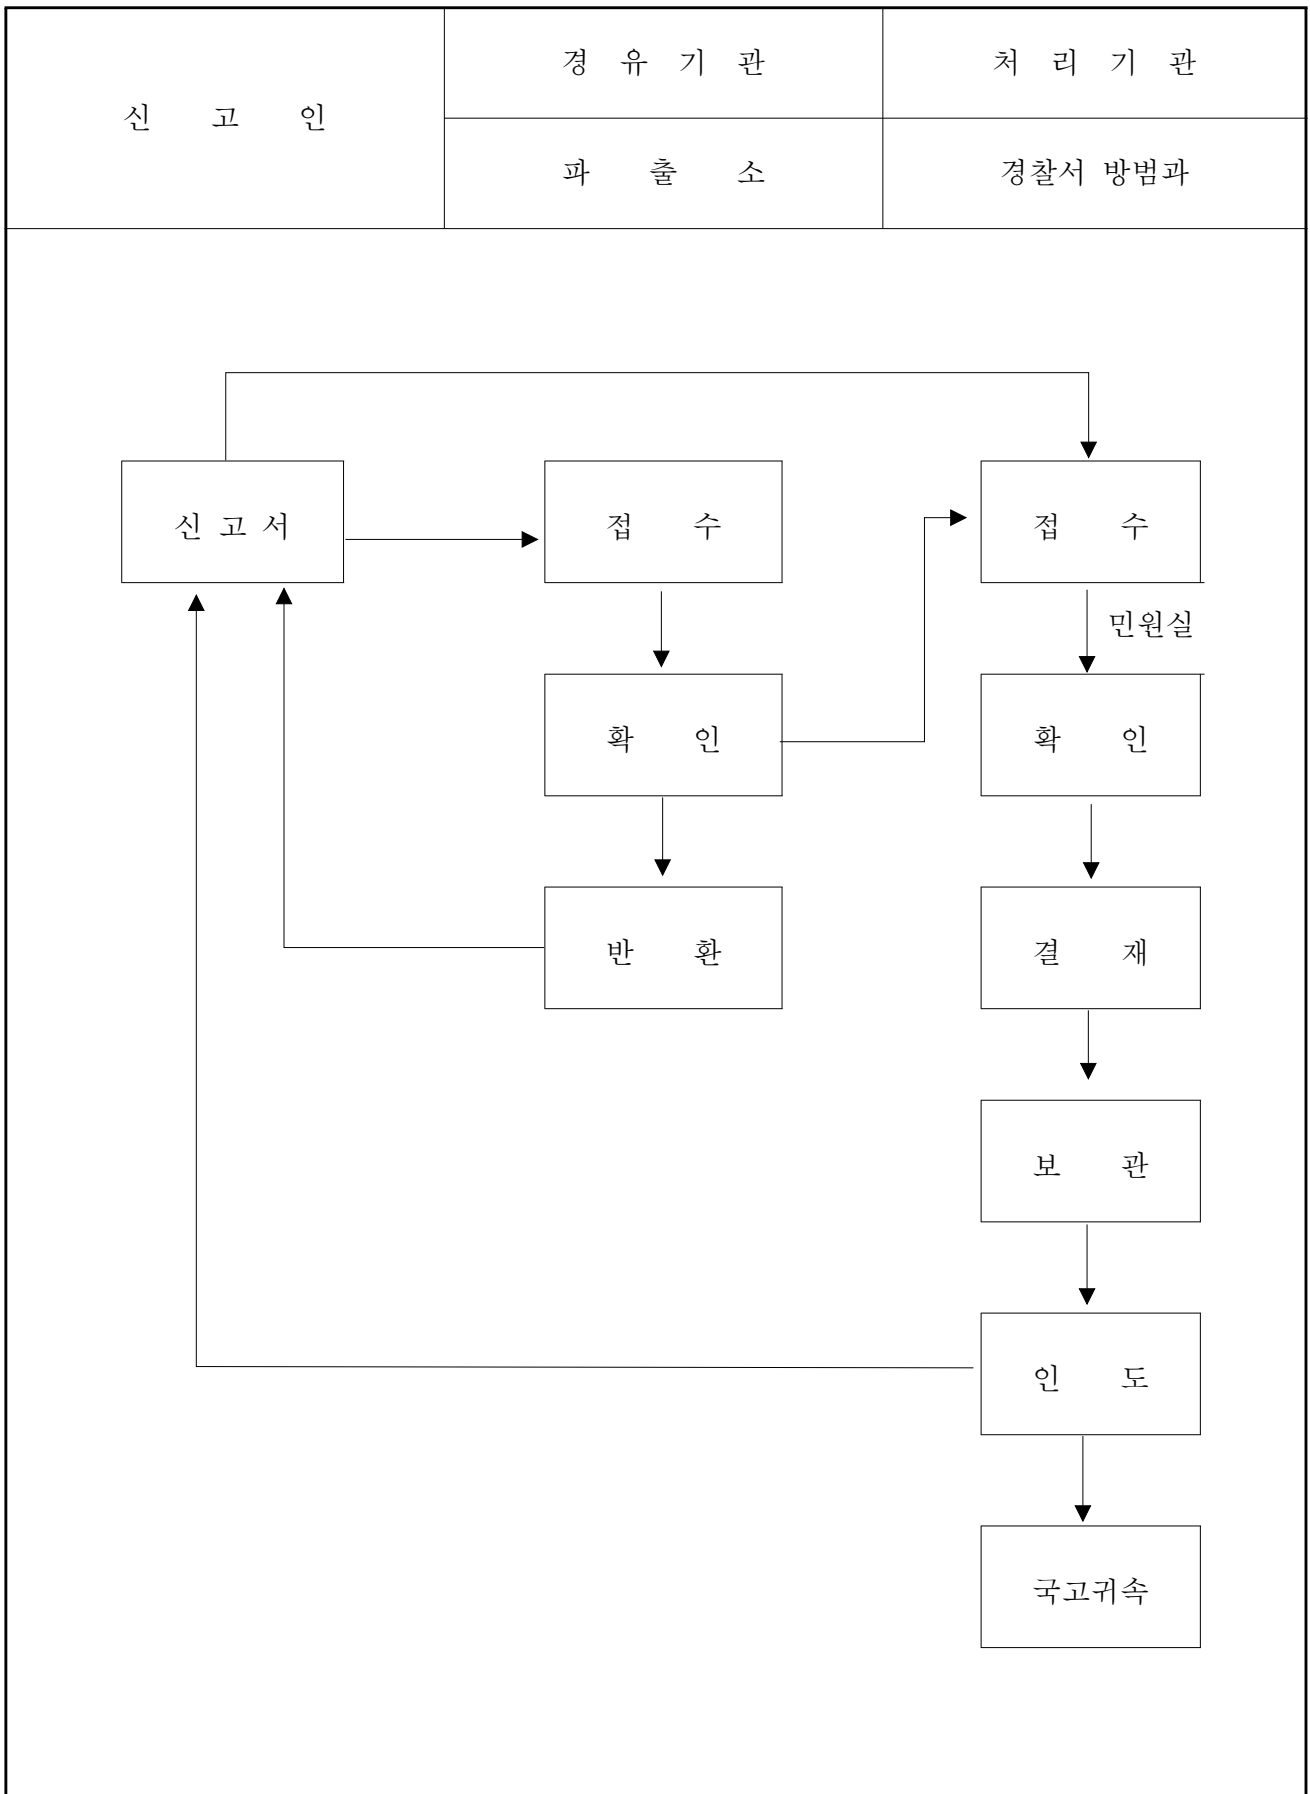 신 고 인
경 유 기 관
처 리 기 관
파 출 소
경찰서 방범과
신 고 서
접 수
접 수
민원실
확 인
확 인
반 환
결 재
보 관
인 도
국고귀속